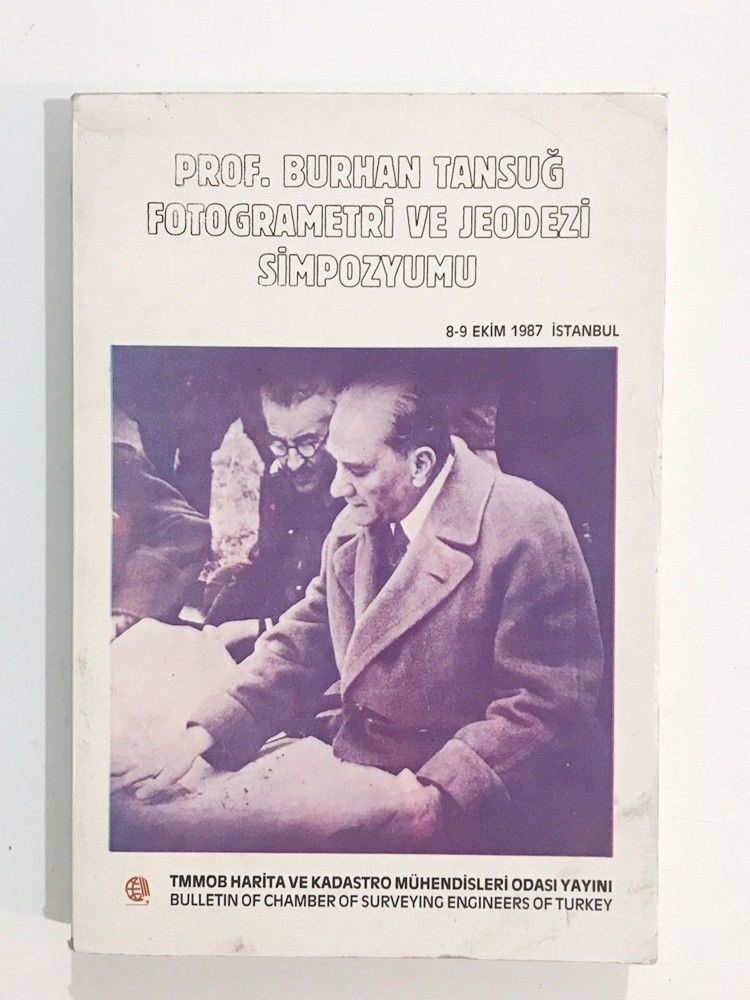 PROF. BURHAN TANSUĞ
FOTOGRAMETRİ VE JEODEZİ
SİMPOZYUMU
8-9 EKİM 1987 İSTANBUL
TMMOB HARİTA VE KADASTRO MÜHENDİSLERİ ODASI YAYINI
BULLETIN OF CHAMBER OF SURVEYING ENGINEERS OF TURKEY